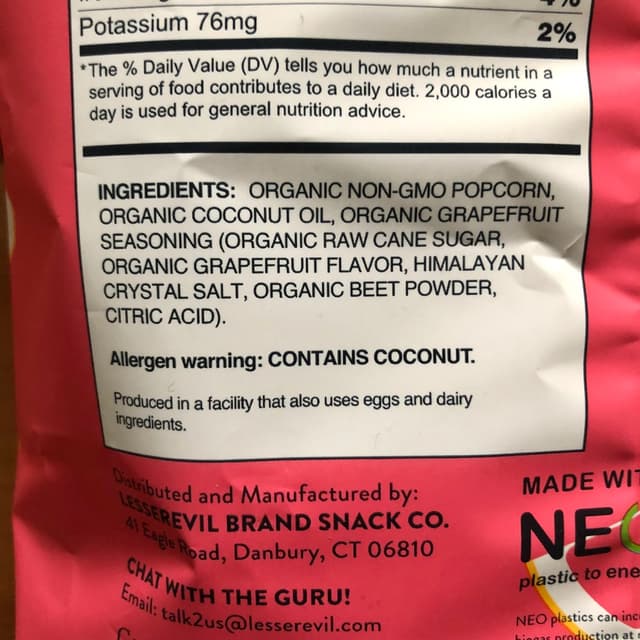 Potassium 76mg 2%
*The % Daily Value (DV) tells you how much a nutrient in a
serving of food contributes to a daily diet. 2,000 calories a
day is used for general nutrition advice.
INGREDIENTS: ORGANIC NON-GMO POPCORN,
ORGANIC COCONUT OIL, ORGANIC GRAPEFRUIT
SEASONING (ORGANIC RAW CANE SUGAR,
ORGANIC GRAPEFRUIT FLAVOR, HIMALAYAN
CRYSTAL SALT, ORGANIC BEET POWDER,
CITRIC ACID).
Allergen warning: CONTAINS COCONUT.
Produced in a facility that also uses eggs and dairy
ingredients.
Distributed and Manufactured by:
LESSEREVIL BRAND SNACK CO.
41 Eagle Road, Danbury, CT 06810
CHAT WITH THE GURU!
Email: talk2us@lesserevil.com
MADE WIT
NEO
plastic to ene
NEO plastics can inc
production at